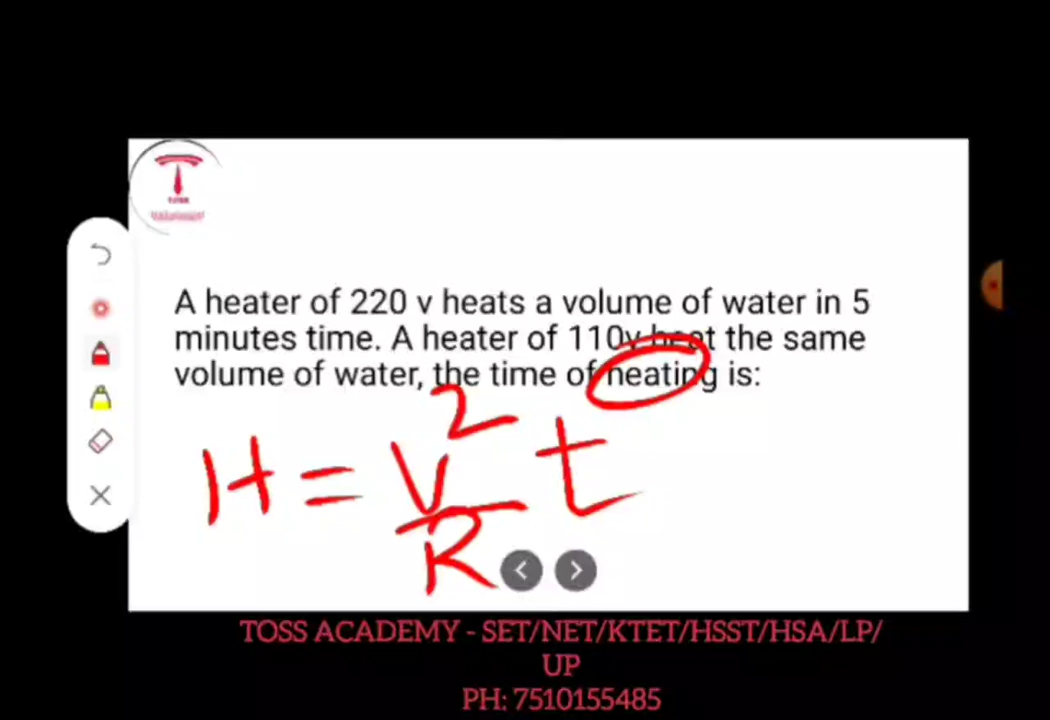 A heater of 220 v heats a volume of water in 5
minutes time. A heater of 110v heat the same
volume of water, the time of heating is:
H = V²/R t
TOSS ACADEMY - SET/NET/KTET/HSST/HSA/LP/
UP
PH: 7510155485